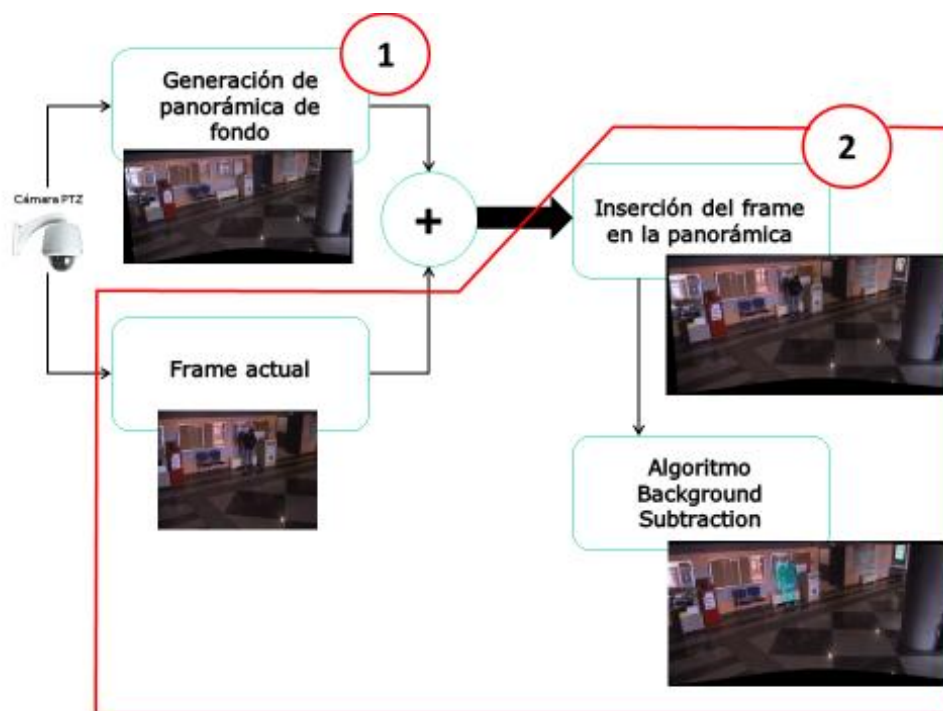 1
Generación de
panorámica de
fondo
Cámara PTZ
+
2
Inserción del frame
en la panorámica
Frame actual
Algoritmo
Background
Subtraction